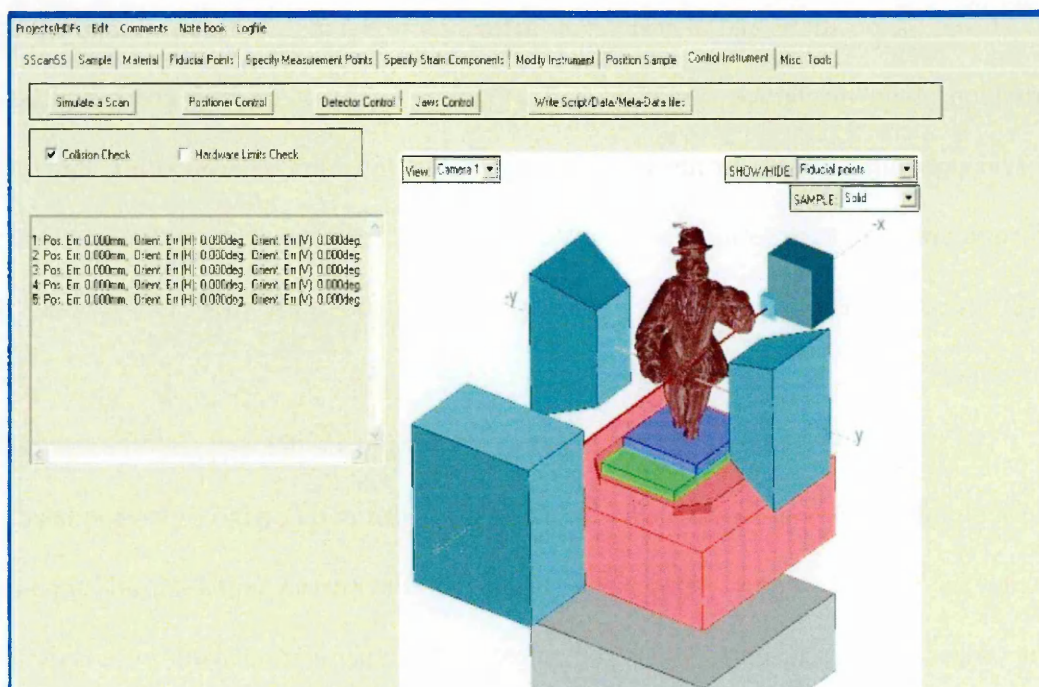 Projects/HDFs Edit Comments Note book Logfile
SScanSS Sample Material Fiducial Points Specify Measurement Points Specify Strain Components Modify Instrument Position Sample Control Instrument Misc. Tools
Simulate a Scan Positioner Control Detector Control Jaws Control Write Script/Data/Meta-Data files
Collision Check Hardware Limits Check
View: Camera 1 SHOW/HIDE: Fiducial points
SAMPLE: Solid
1: Pos. Err: 0.000mm, Orient. Err (H): 0.000deg, Orient. Err (V): 0.000deg.
2: Pos. Err: 0.000mm, Orient. Err (H): 0.000deg, Orient. Err (V): 0.000deg.
3: Pos. Err: 0.000mm, Orient. Err (H): 0.000deg, Orient. Err (V): 0.000deg.
4: Pos. Err: 0.000mm, Orient. Err (H): 0.000deg, Orient. Err (V): 0.000deg.
5: Pos. Err: 0.000mm, Orient. Err (H): 0.000deg, Orient. Err (V): 0.000deg.
-x
-y
y